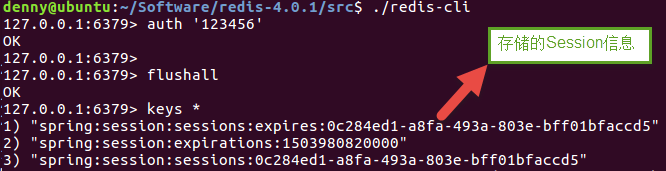 denny@ubuntu:~/Software/redis-4.0.1/src$ ./redis-cli
127.0.0.1:6379> auth '123456'
OK
127.0.0.1:6379>
127.0.0.1:6379> flushall
OK
127.0.0.1:6379> keys *
1) "spring:session:sessions:expires:0c284ed1-a8fa-493a-803e-bff01bfaccd5"
2) "spring:session:expirations:1503980820000"
3) "spring:session:sessions:0c284ed1-a8fa-493a-803e-bff01bfaccd5"
存储的Session信息